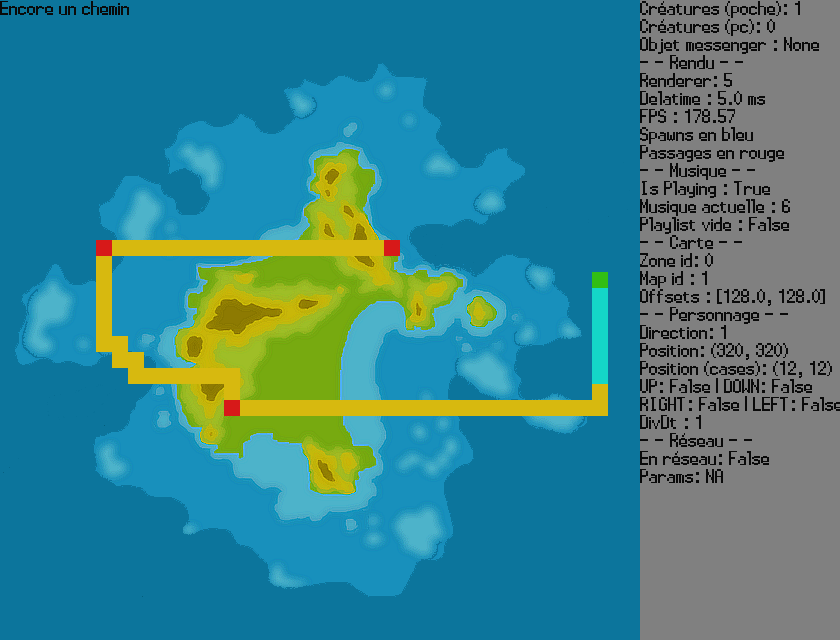 Encore un chemin
Créatures (poche): 1
Créatures (pc): 0
Objet messenger : None
- - Rendu - -
Renderer: 5
Delatime : 5.0 ms
FPS : 178.57
Spawns en bleu
Passages en rouge
- - Musique - -
Is Playing : True
Musique actuelle : 6
Playlist vide : False
- - Carte - -
Zone id: 0
Map id : 1
Offsets : [128.0, 128.0]
- - Personnage - -
Direction: 1
Position: (320, 320)
Position (cases): (12, 12)
UP: False | DOWN: False
RIGHT: False | LEFT: False
DivDt : 1
- - Réseau - -
En réseau: False
Params: NA